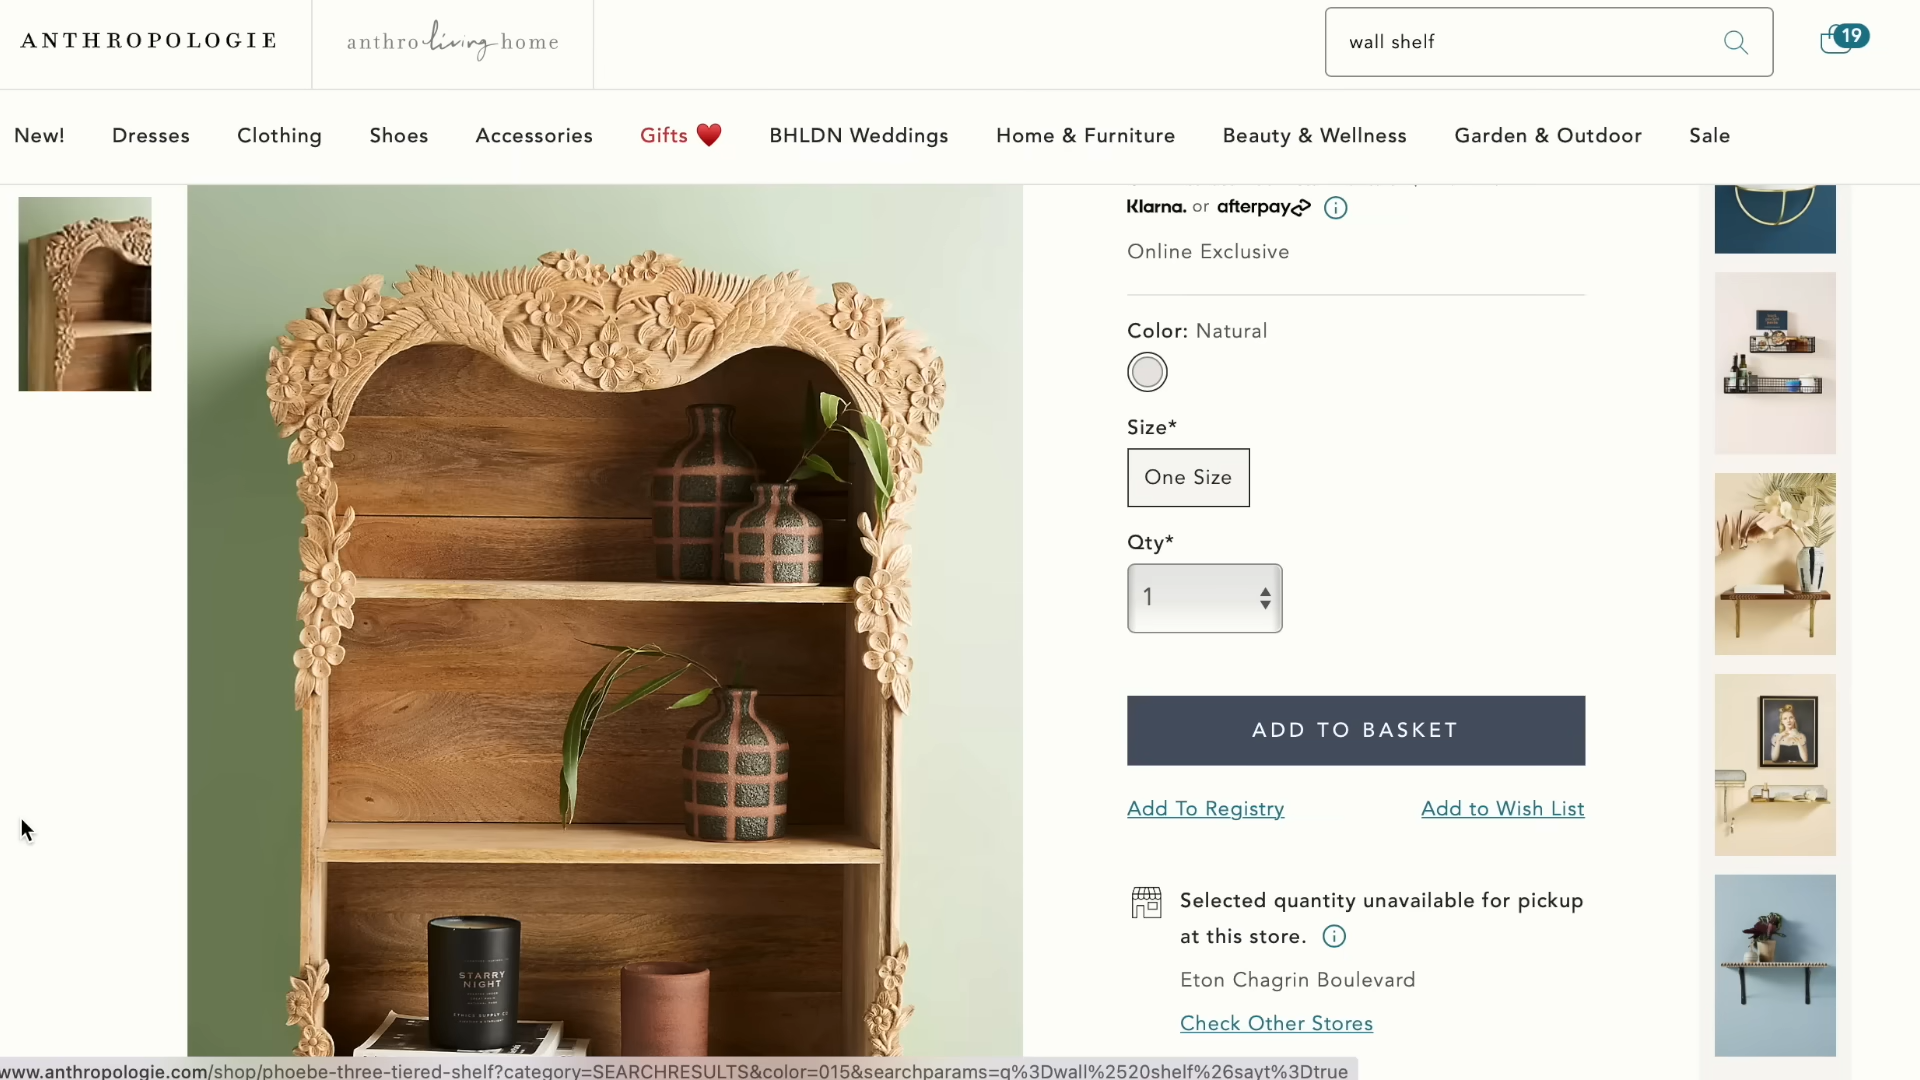 ANTHROPOLOGIE
anthroliving home
wall shelf
19
New! Dresses Clothing Shoes Accessories Gifts BHLDN Weddings Home & Furniture Beauty & Wellness Garden & Outdoor Sale
Klarna. or afterpay
Online Exclusive
Color: Natural
Size*
One Size
Qty*
1
ADD TO BASKET
Add To Registry Add to Wish List
Selected quantity unavailable for pickup
at this store.
Eton Chagrin Boulevard
Check Other Stores
STARRY
NIGHT
www.anthropologie.com/shop/phoebe-three-tiered-shelf?category=SEARCHRESULTS&color=015&searchparams=q%3Dwall%2520shelf%26sayt%3Dtrue